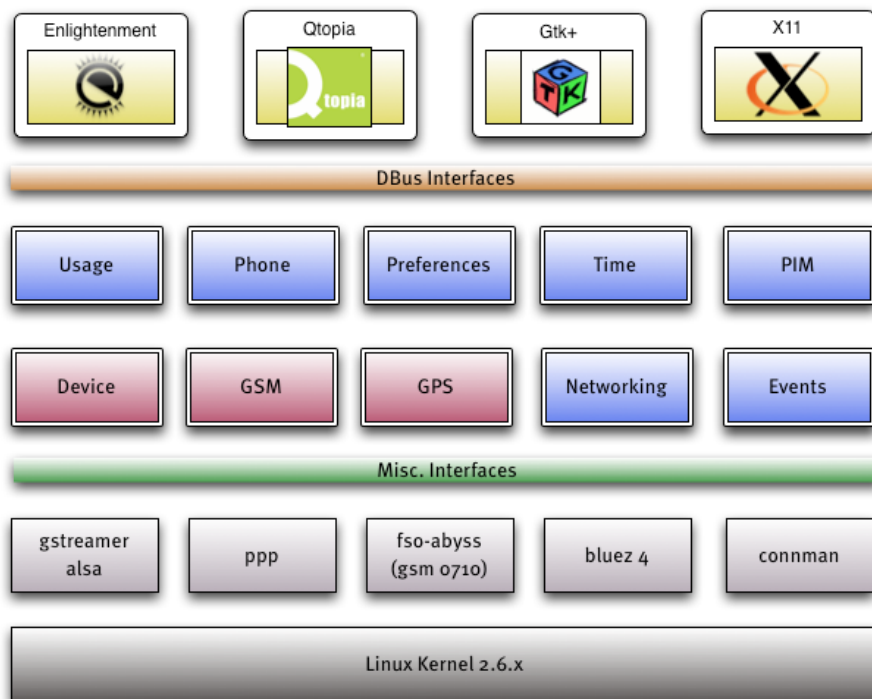 Enlightenment
Qtopia
Gtk+
X11
Qtopia
G
T K
X
DBus Interfaces
Usage
Phone
Preferences
Time
PIM
Device
GSM
GPS
Networking
Events
Misc. Interfaces
gstreamer
alsa
ppp
fso-abyss
(gsm 0710)
bluez 4
connman
Linux Kernel 2.6.x